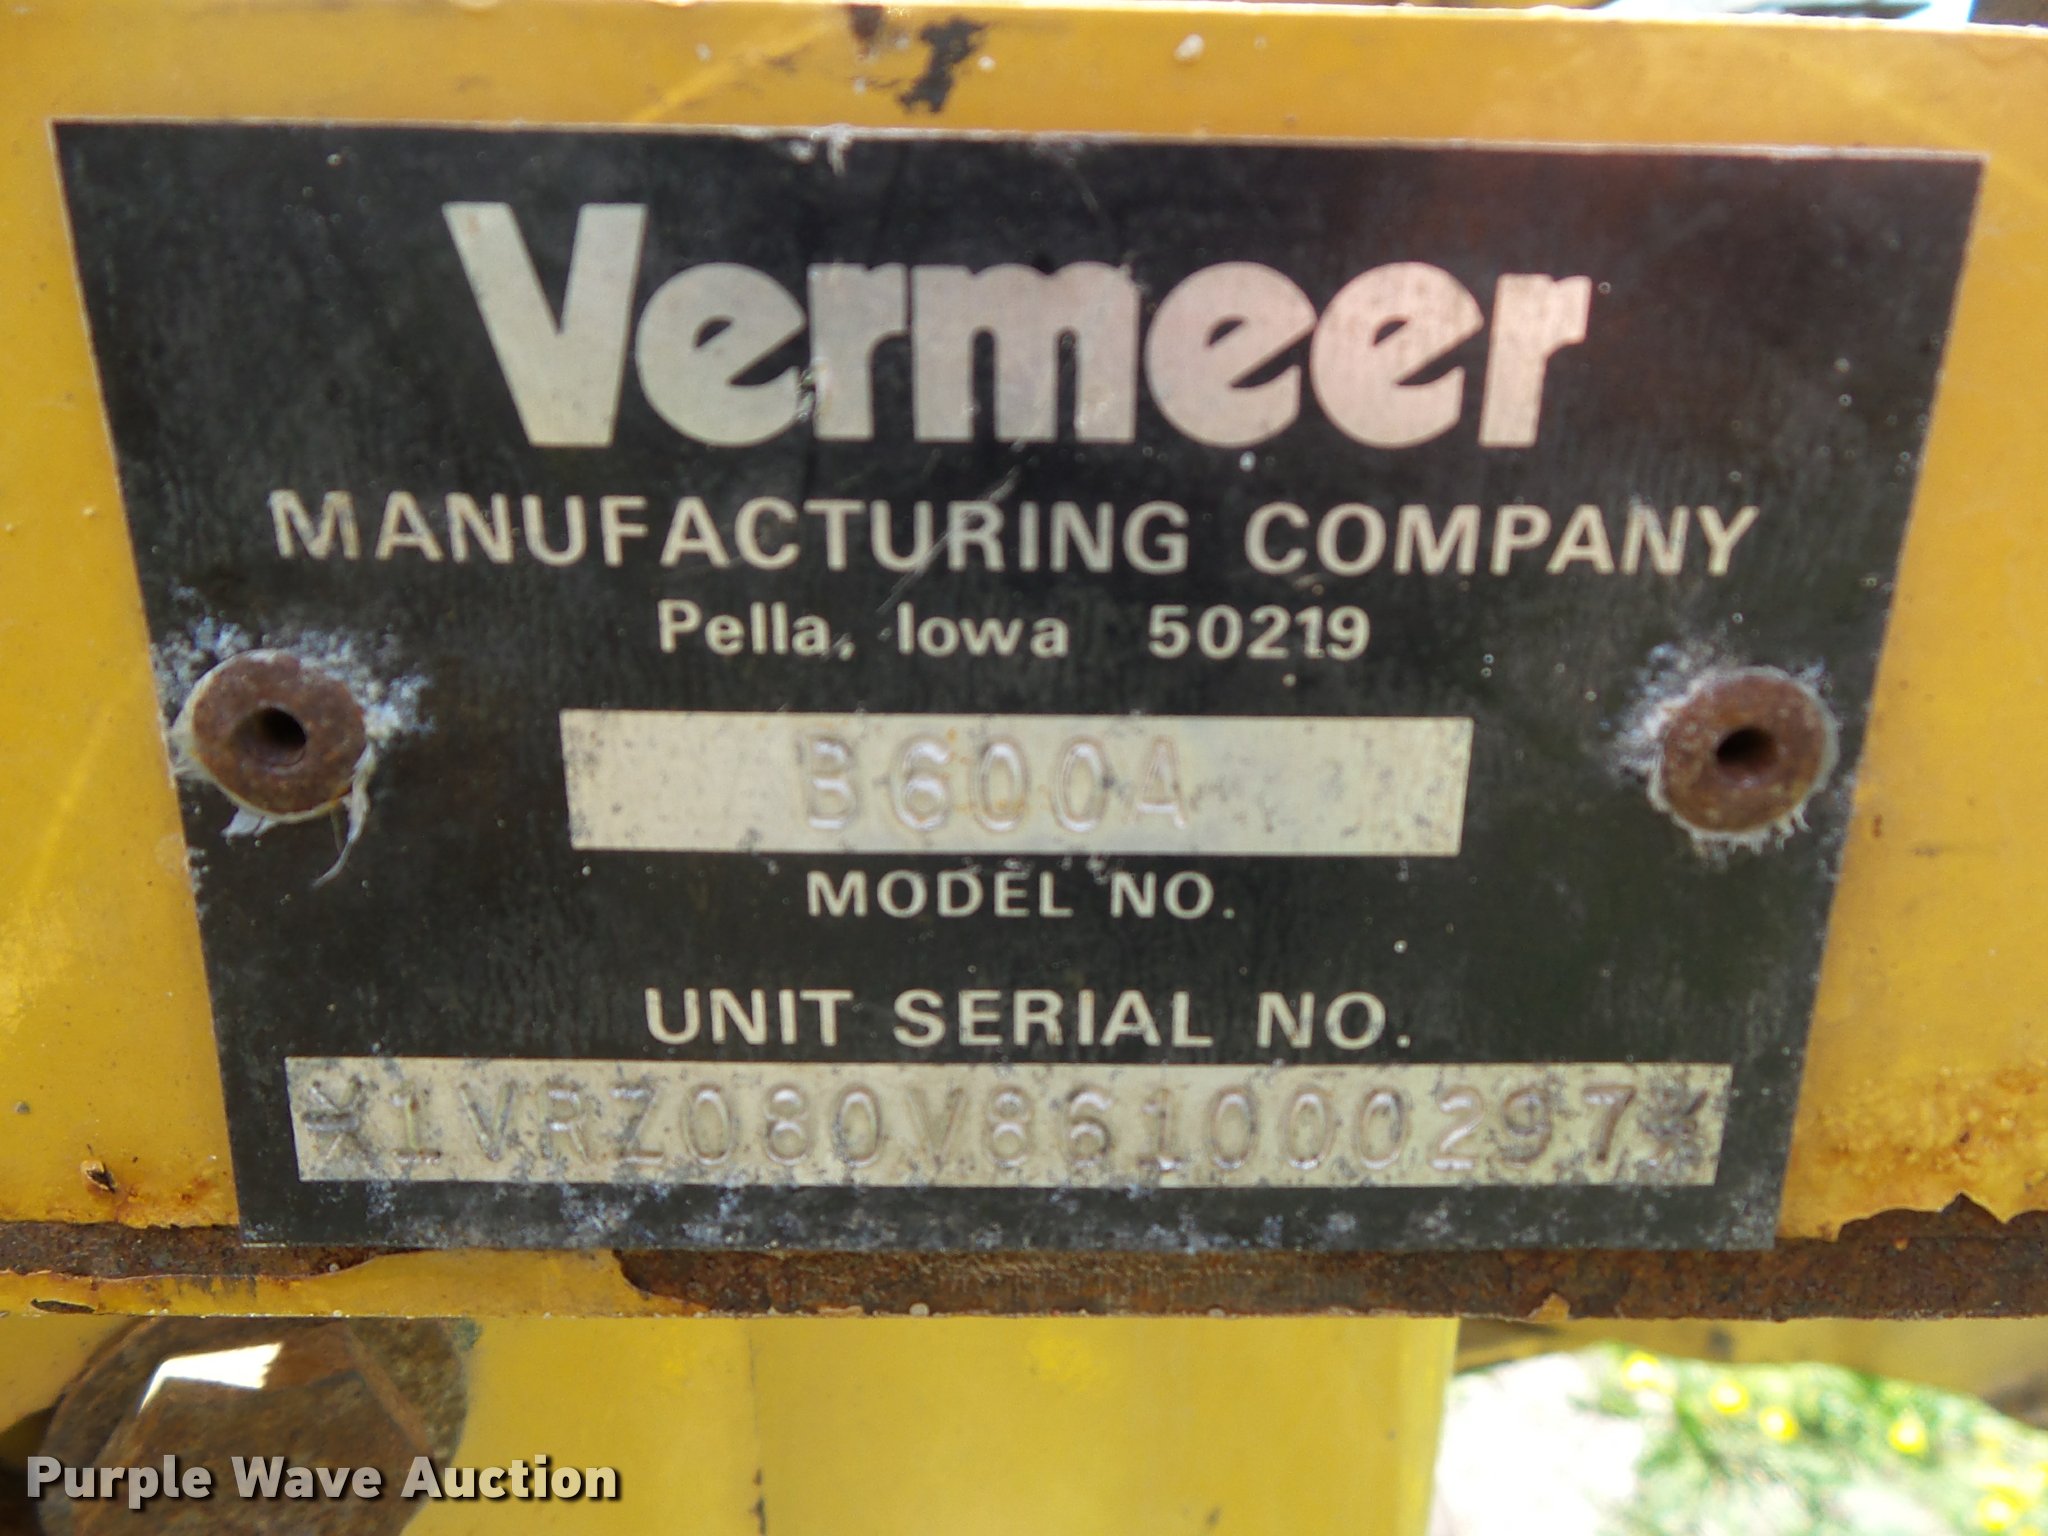 Vermeer
MANUFACTURING COMPANY
Pella, Iowa 50219
B600A
MODEL NO.
UNIT SERIAL NO.
*1VRZ080V861000297*
Purple Wave Auction